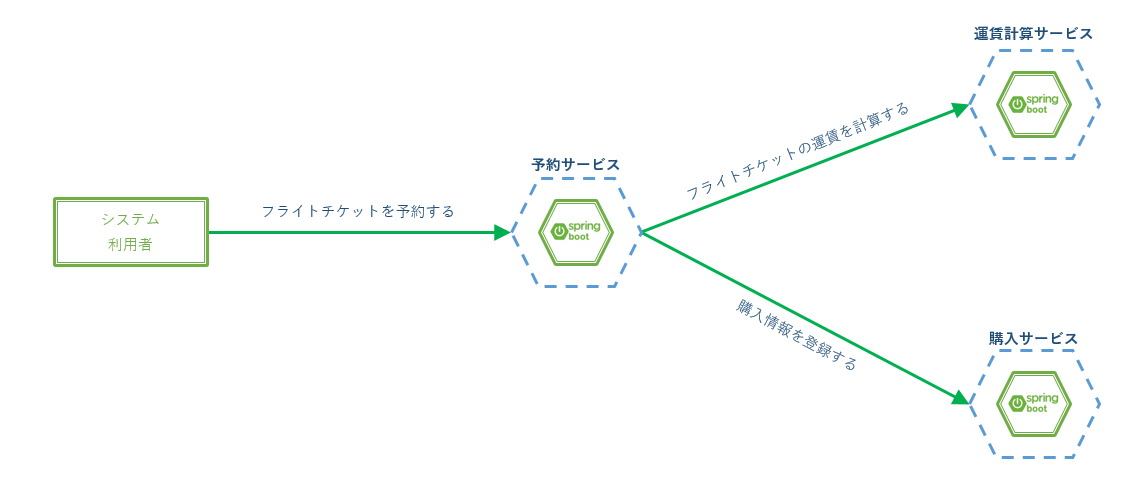 運賃計算サービス
spring
boot
フライトチケットの運賃を計算する
予約サービス
spring
boot
フライトチケットを予約する
システム
利用者
購入情報を登録する
購入サービス
spring
boot